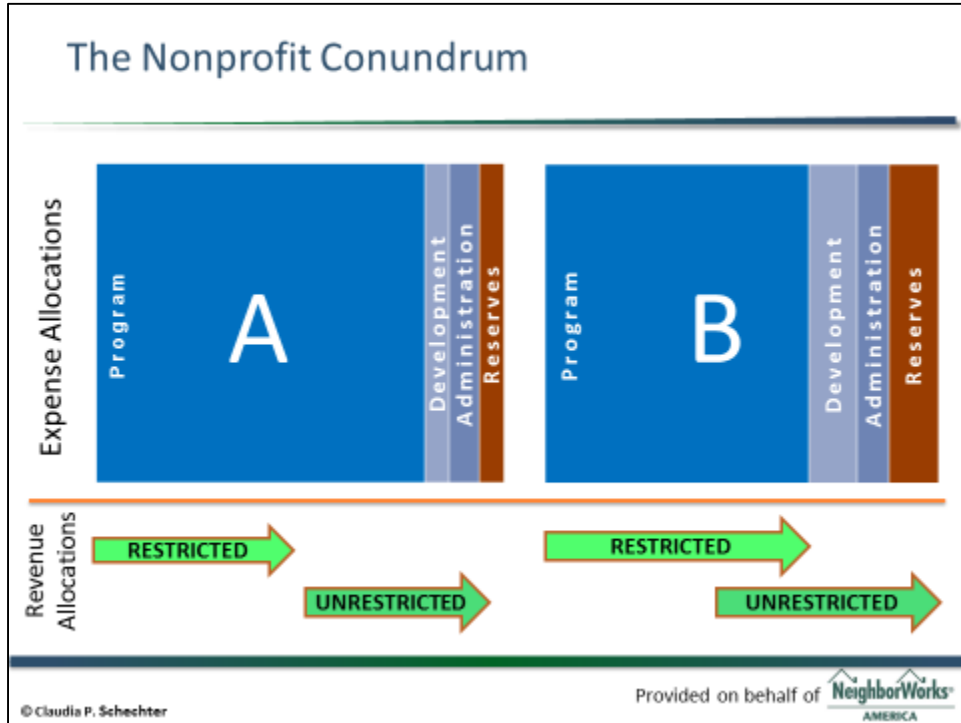 The Nonprofit Conundrum
Expense Allocations
Program
A
Development
Administration
Reserves
Program
B
Development
Administration
Reserves
Revenue
Allocations
RESTRICTED
UNRESTRICTED
RESTRICTED
UNRESTRICTED
© Claudia P. Schechter
Provided on behalf of
NeighborWorks®
AMERICA